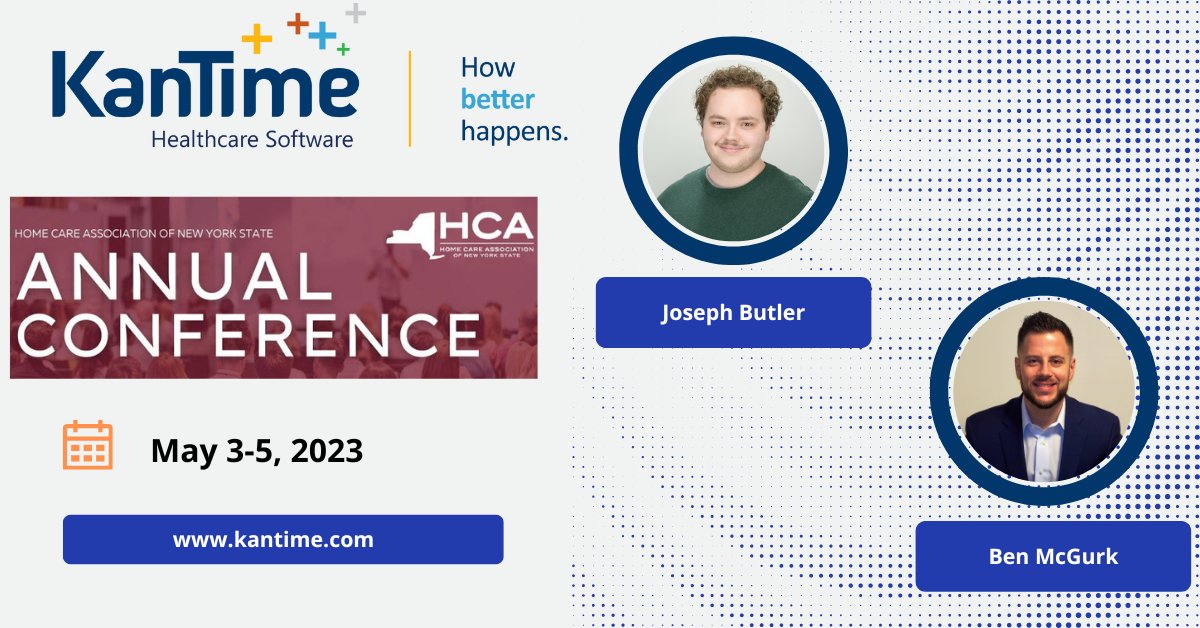 KanTime
Healthcare Software
How
better
happens.
HOME CARE ASSOCIATION OF NEW YORK STATE
ANNUAL
CONFERENCE
HCA
HOME CARE ASSOCIATION
OF NEW YORK STATE
May 3-5, 2023
www.kantime.com
Joseph Butler
Ben McGurk